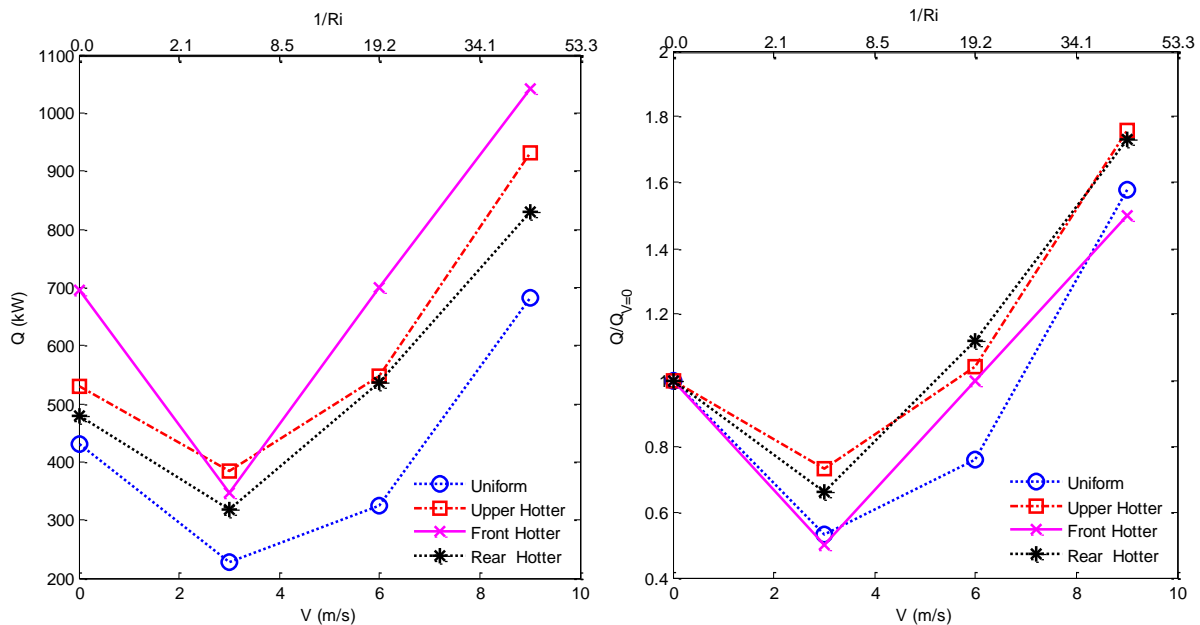 1/Ri
0.0 2.1 8.5 19.2 34.1 53.3
1100
1000
900
800
700
600
500
400
300
200
Q (kW)
Uniform
Upper Hotter
Front Hotter
Rear Hotter
0 2 4 6 8 10
V (m/s)
1/Ri
0.0 2.1 8.5 19.2 34.1 53.3
2
1.8
1.6
1.4
1.2
1
0.8
0.6
0.4
Q/Q_V=0
Uniform
Upper Hotter
Front Hotter
Rear Hotter
0 2 4 6 8 10
V (m/s)